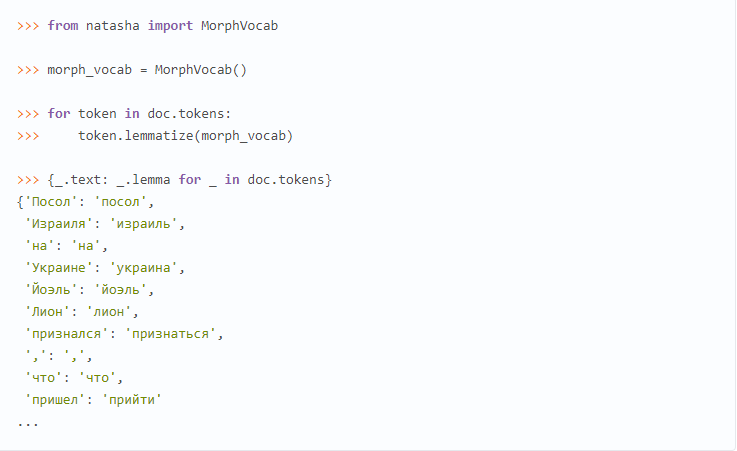 >>> from natasha import MorphVocab
>>> morph_vocab = MorphVocab()
>>> for token in doc.tokens:
>>>     token.lemmatize(morph_vocab)
>>> {_.text: _.lemma for _ in doc.tokens}
{'Посол': 'посол',
 'Израиля': 'израиль',
 'на': 'на',
 'Украине': 'украина',
 'Йоэль': 'йоэль',
 'Лион': 'лион',
 'признался': 'признаться',
 ',': ',',
 'что': 'что',
 'пришел': 'прийти'
...